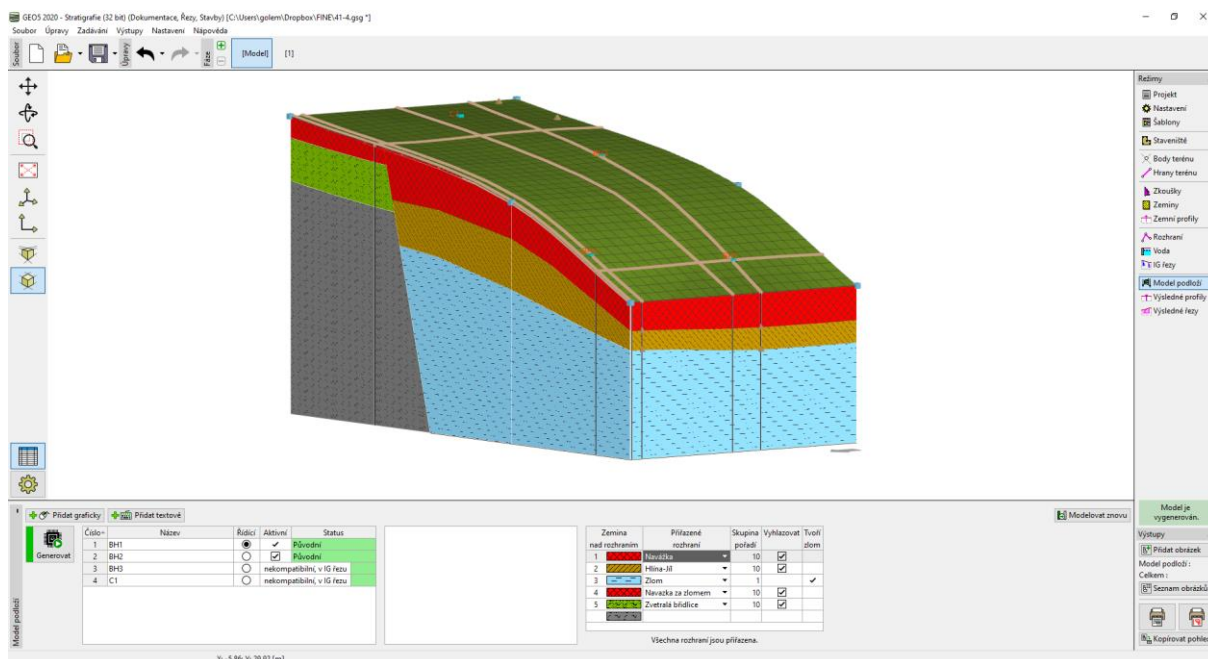 GEO5 2020 - Stratigrafie (32 bit) (Dokumentace, Řezy, Stavby) [C:\Users\golem\Dropbox\FINE\41-4.gsg *]
Soubor Úpravy Zadávání Výstupy Nastavení Nápověda
Soubor
Úpravy
Fáze
[Model] [1]
Režimy
Projekt
Nastavení
Šablony
Staveniště
Body terénu
Hrany terénu
Zkoušky
Zeminy
Zemní profily
Rozhraní
Voda
IG řezy
Model podloží
Výsledné profily
Výsledné řezy
Přidat graficky Přidat textově
Modelovat znovu
Generovat
Číslo Název Řídící Aktivní Status
1 BH1 Původní
2 BH2 Původní
3 BH3 nekompatibilní, v IG řezu
4 C1 nekompatibilní, v IG řezu
Zemina Přiřazené Skupina Vyhlazovat Tvoří
nad rozhraním rozhraní pořadí zlom
1 Navážka 10
2 Hlína-Jíl 10
3 Zlom 1
4 Navazka za zlomem 10
5 Zvetralá břidlice 10
Všechna rozhraní jsou přiřazena.
Model podloží
Model je
vygenerován.
Výstupy
Přidat obrázek
Model podloží :
Celkem :
Seznam obrázků
Kopírovat pohled